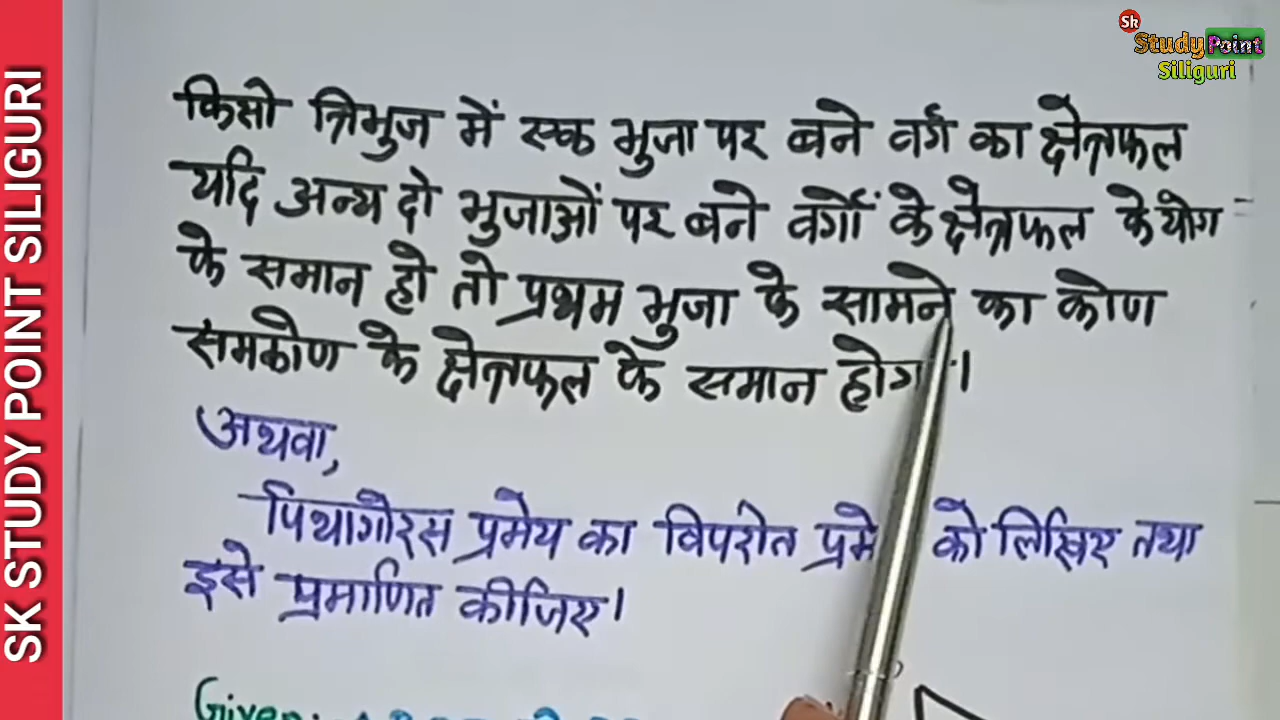 SK STUDY POINT SILIGURI
Sk
Study Point
Siliguri
किसी त्रिभुज में एक भुजा पर बने वर्ग का क्षेत्रफल
यदि अन्य दो भुजाओं पर बने वर्गों के क्षेत्रफल के योग
के समान हो तो प्रथम भुजा के सामने का कोण
समकोण के क्षेत्रफल के समान होगा।
अथवा,
पिथागोरस प्रमेय का विपरीत को लिखिए तथा
इसे प्रमाणित कीजिए।
Given